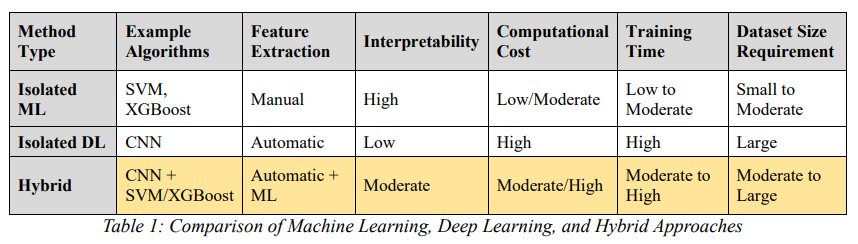 Method Type | Example Algorithms | Feature Extraction | Interpretability | Computational Cost | Training Time | Dataset Size Requirement
Isolated ML | SVM, XGBoost | Manual | High | Low/Moderate | Low to Moderate | Small to Moderate
Isolated DL | CNN | Automatic | Low | High | High | Large
Hybrid | CNN + SVM/XGBoost | Automatic + ML | Moderate | Moderate/High | Moderate to High | Moderate to Large
Table 1: Comparison of Machine Learning, Deep Learning, and Hybrid Approaches